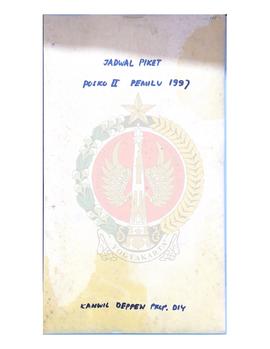 JADWAL PIKET
POSKO II PEMILU 1997
YOGYAKARTA
KANWIL DEPPEN PROP. DIY